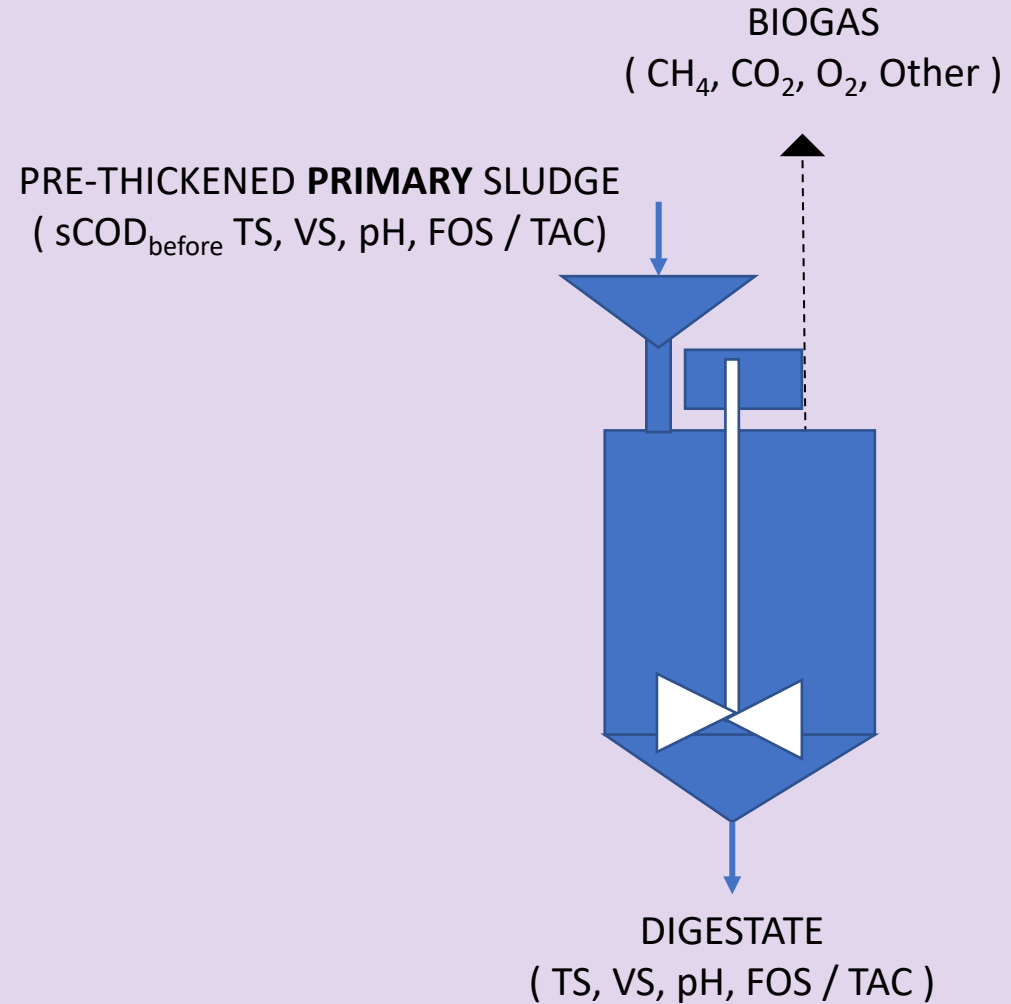 BIOGAS
( CH₄, CO₂, O₂, Other )
PRE-THICKENED PRIMARY SLUDGE
( sCOD_before TS, VS, pH, FOS / TAC)
DIGESTATE
( TS, VS, pH, FOS / TAC )